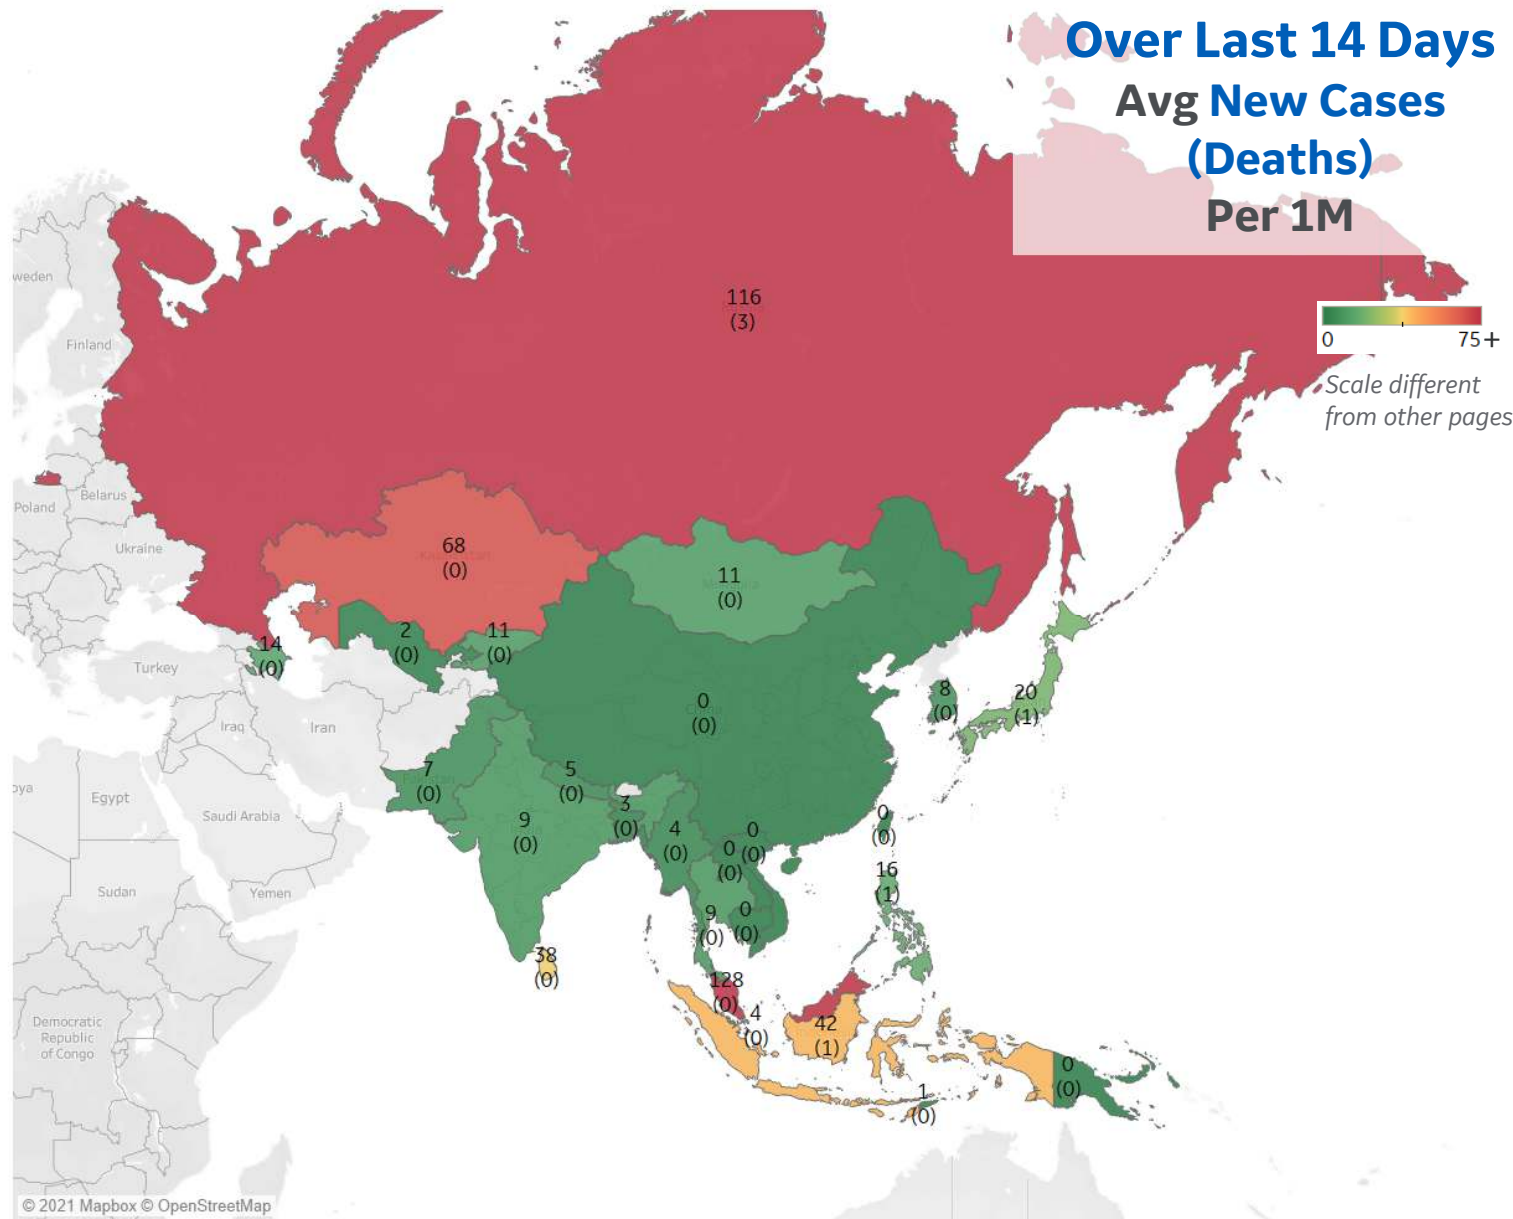 Over Last 14 Days
Avg New Cases
(Deaths)
Per 1M
0 75+
Scale different
from other pages
116
(3)
weden
Finland
Belarus
Poland
Ukraine
68
(0)
11
(0)
2
(0)
11
(0)
14
(0)
Turkey
Iraq
Iran
0
(0)
8
(0)
20
(1)
7
(0)
5
(0)
oya
Egypt
Saudi Arabia
9
(0)
3
(0)
4
(0)
0
(0)
0
(0)
0
(0)
16
(1)
Sudan
Yemen
9
(0)
0
(0)
38
(0)
128
(0)
4
(0)
42
(1)
Democratic
Republic
of Congo
0
(0)
1
(0)
© 2021 Mapbox © OpenStreetMap